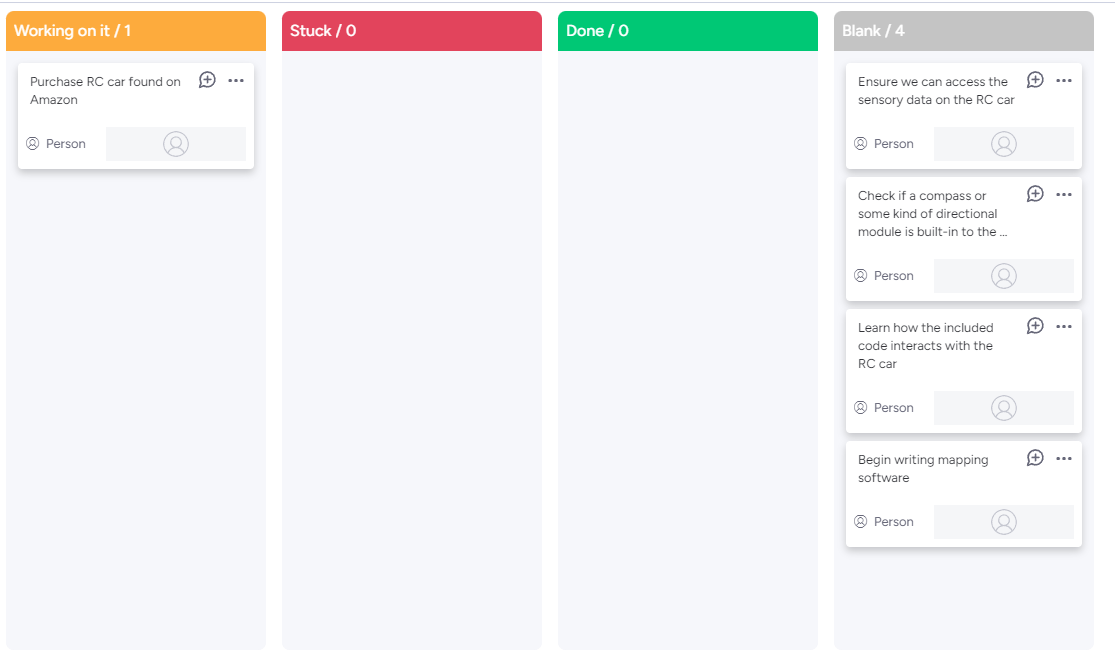 Working on it / 1
Purchase RC car found on
Amazon
Person
Stuck / 0
Done / 0
Blank / 4
Ensure we can access the
sensory data on the RC car
Person
Check if a compass or
some kind of directional
module is built-in to the ...
Person
Learn how the included
code interacts with the
RC car
Person
Begin writing mapping
software
Person